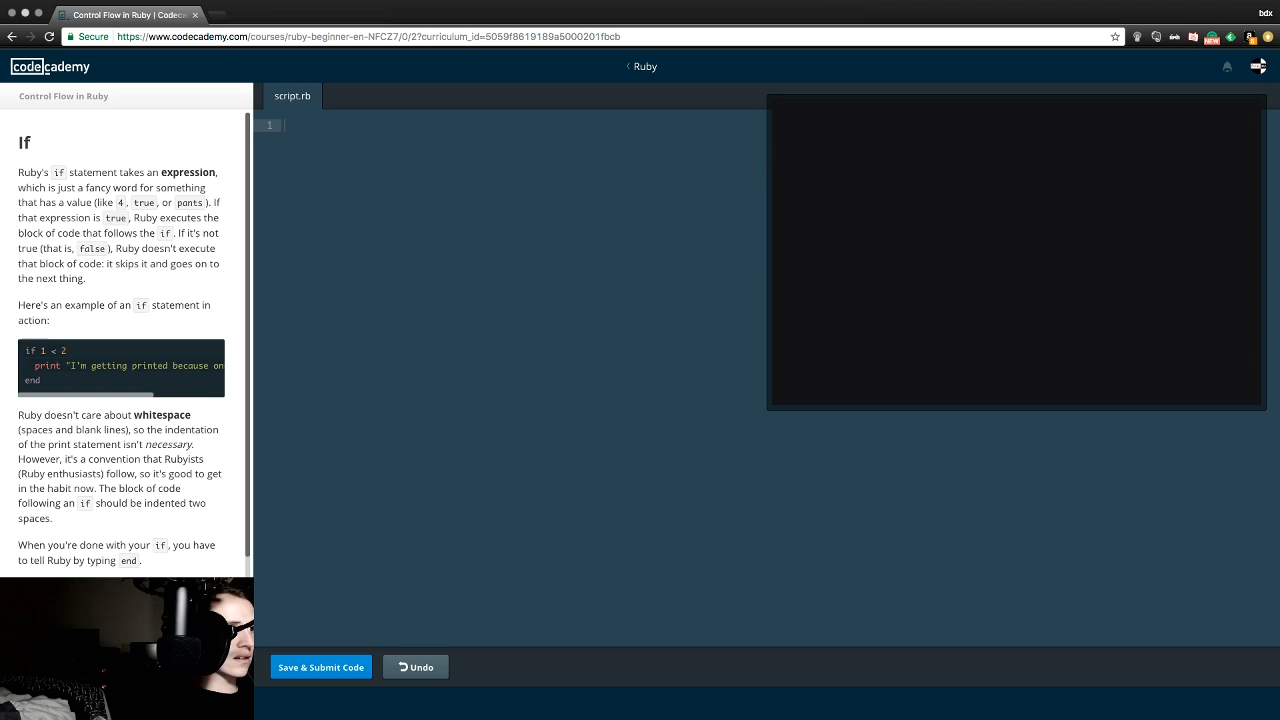 Control Flow in Ruby | Codec
bdx
Secure
https://www.codecademy.com/courses/ruby-beginner-en-NFCZ7/0/2?curriculum_id=5059f8619189a5000201fbcb
NEW
codecademy
Ruby
Control Flow in Ruby
script.rb
1
If
Ruby's if statement takes an expression,
which is just a fancy word for something
that has a value (like 4, true, or pants). If
that expression is true, Ruby executes the
block of code that follows the if. If it's not
true (that is, false), Ruby doesn't execute
that block of code: it skips it and goes on to
the next thing.
Here's an example of an if statement in
action:
if 1 < 2
print "I'm getting printed because on
end
Ruby doesn't care about whitespace
(spaces and blank lines), so the indentation
of the print statement isn't necessary.
However, it's a convention that Rubyists
(Ruby enthusiasts) follow, so it's good to get
in the habit now. The block of code
following an if should be indented two
spaces.
When you're done with your if, you have
to tell Ruby by typing end.
Save & Submit Code
Undo